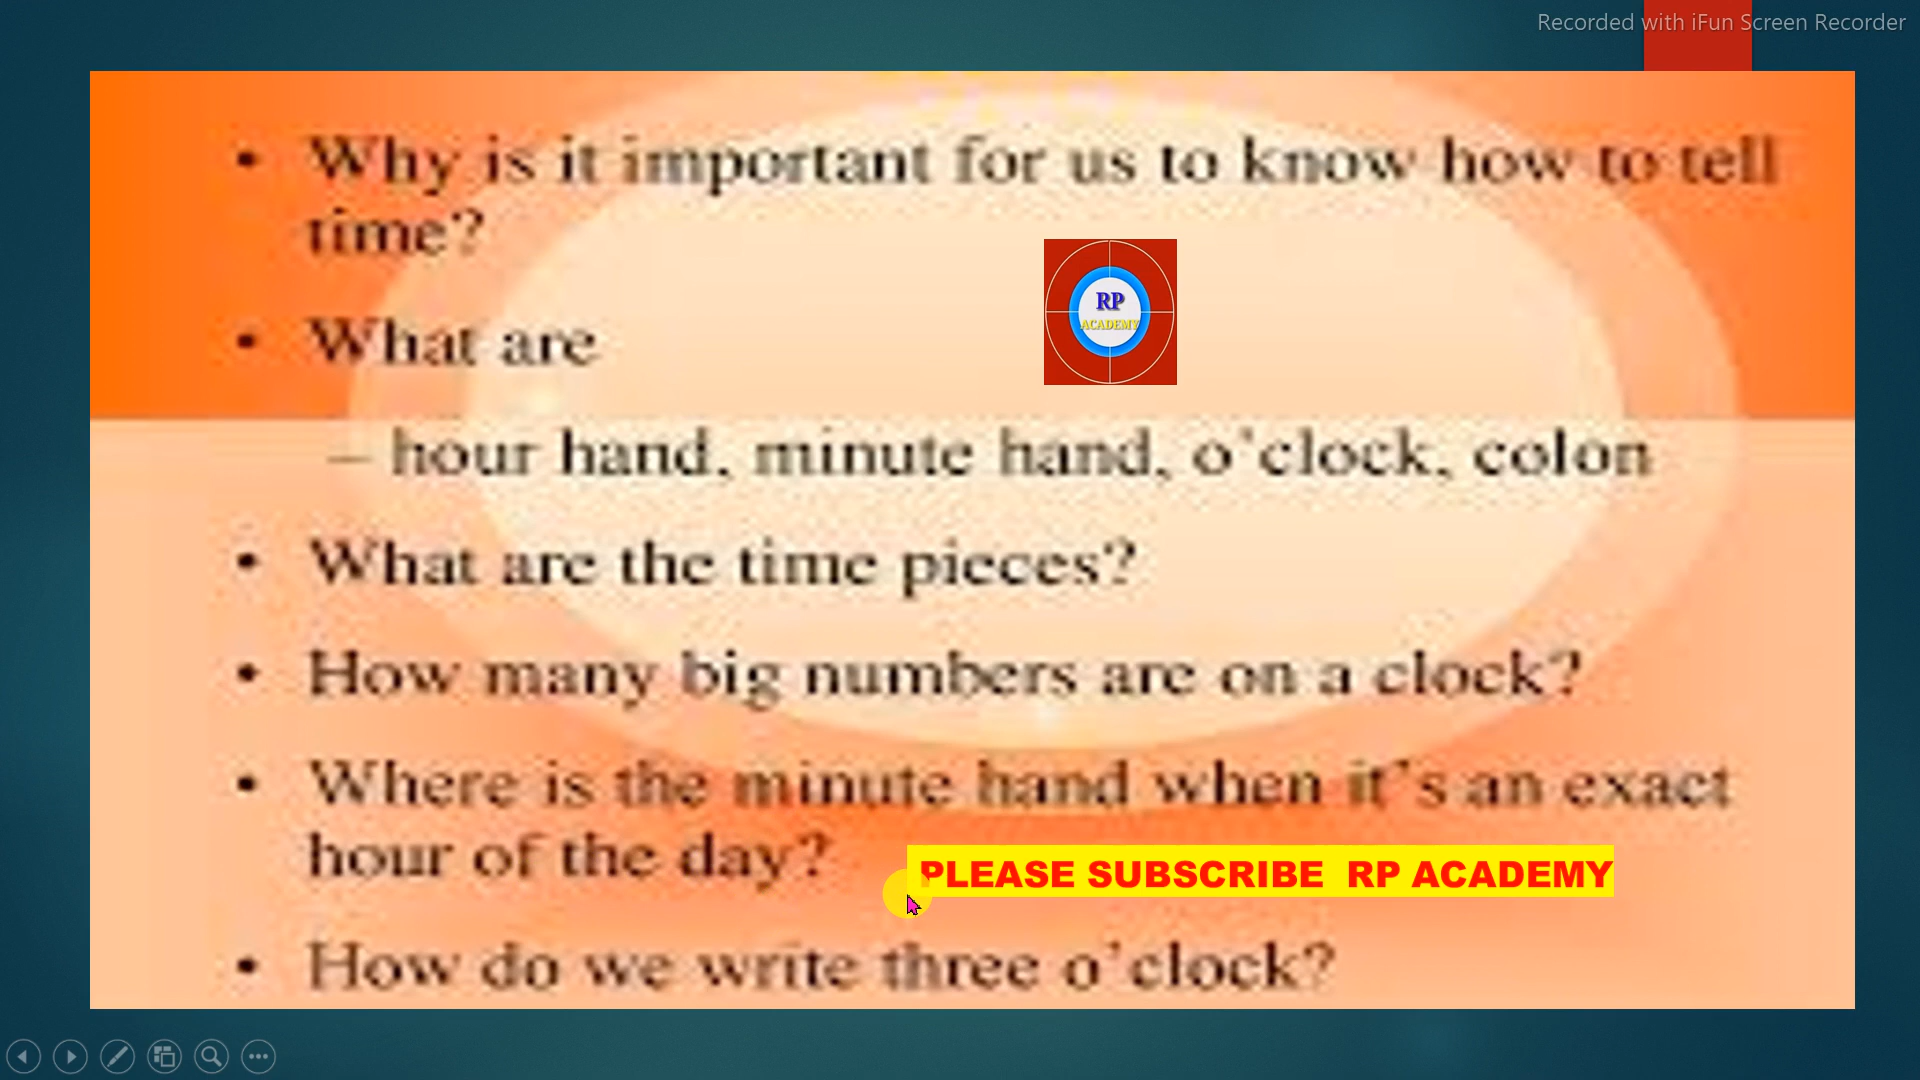 Recorded with iFun Screen Recorder
• Why is it important for us to know how to tell
time?
RP
ACADEMY
• What are
– hour hand, minute hand, o'clock, colon
• What are the time pieces?
• How many big numbers are on a clock?
• Where is the minute hand when it's an exact
hour of the day?
PLEASE SUBSCRIBE RP ACADEMY
• How do we write three o'clock?